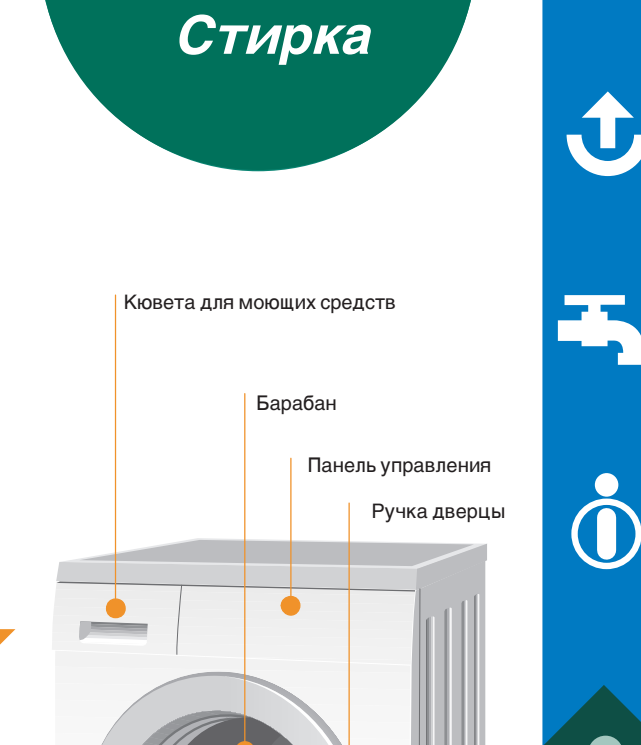 Стирка
Кювета для моющих средств
Барабан
Панель управления
Ручка дверцы